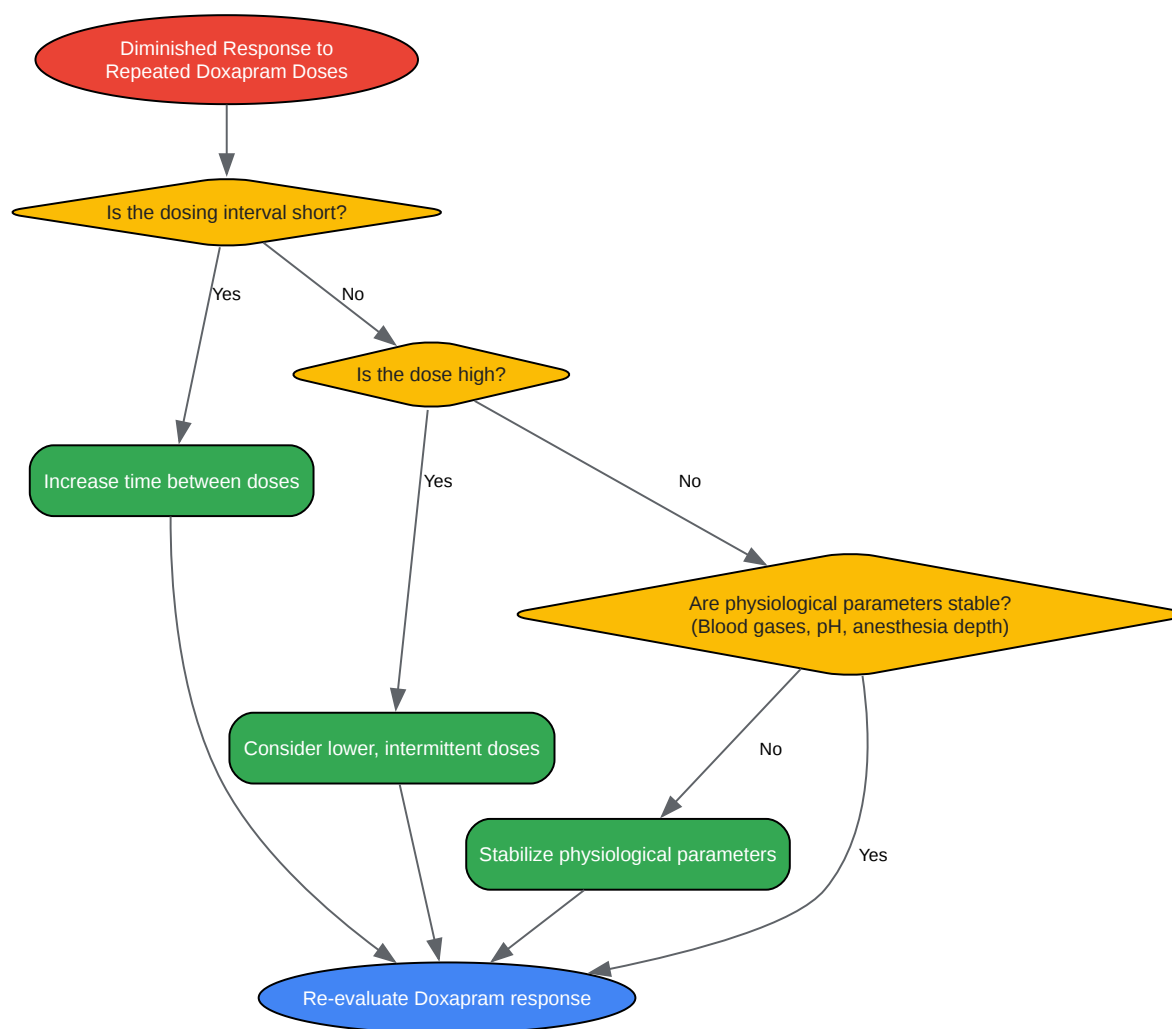 Diminished Response to
Repeated Doxapram Doses
Is the dosing interval short?
Yes
No
Is the dose high?
Increase time between doses
Yes
No
Are physiological parameters stable?
(Blood gases, pH, anesthesia depth)
Consider lower, intermittent doses
No
Stabilize physiological parameters
Yes
Re-evaluate Doxapram response